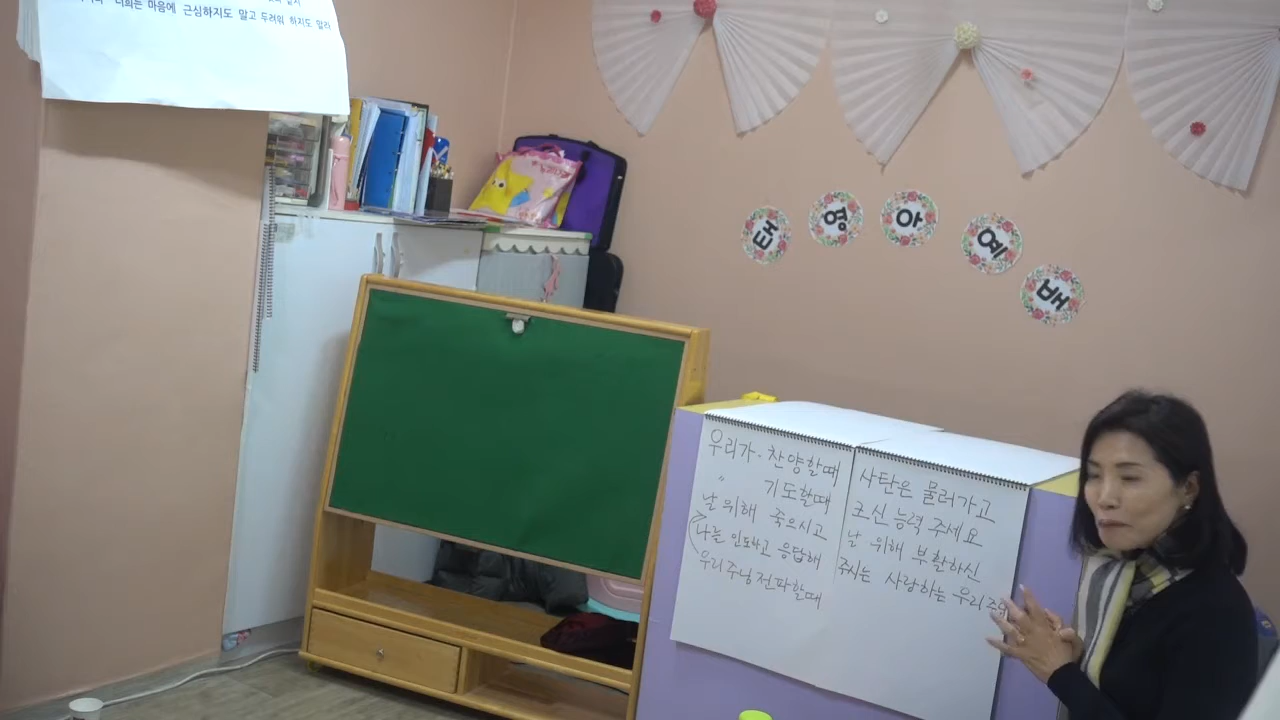 너희는 마음에 근심하지도 말고 두려워 하지도 말라
태영아예배
우리가 - 찬양할때
" 기도할때
날 위해 죽으시고
나를 인도하고 응답해
우리 주님 전파할때
사탄은 물러가고
초신 능력 주세요
날 위해 부활하신
주시는 사랑하는 우리 주님